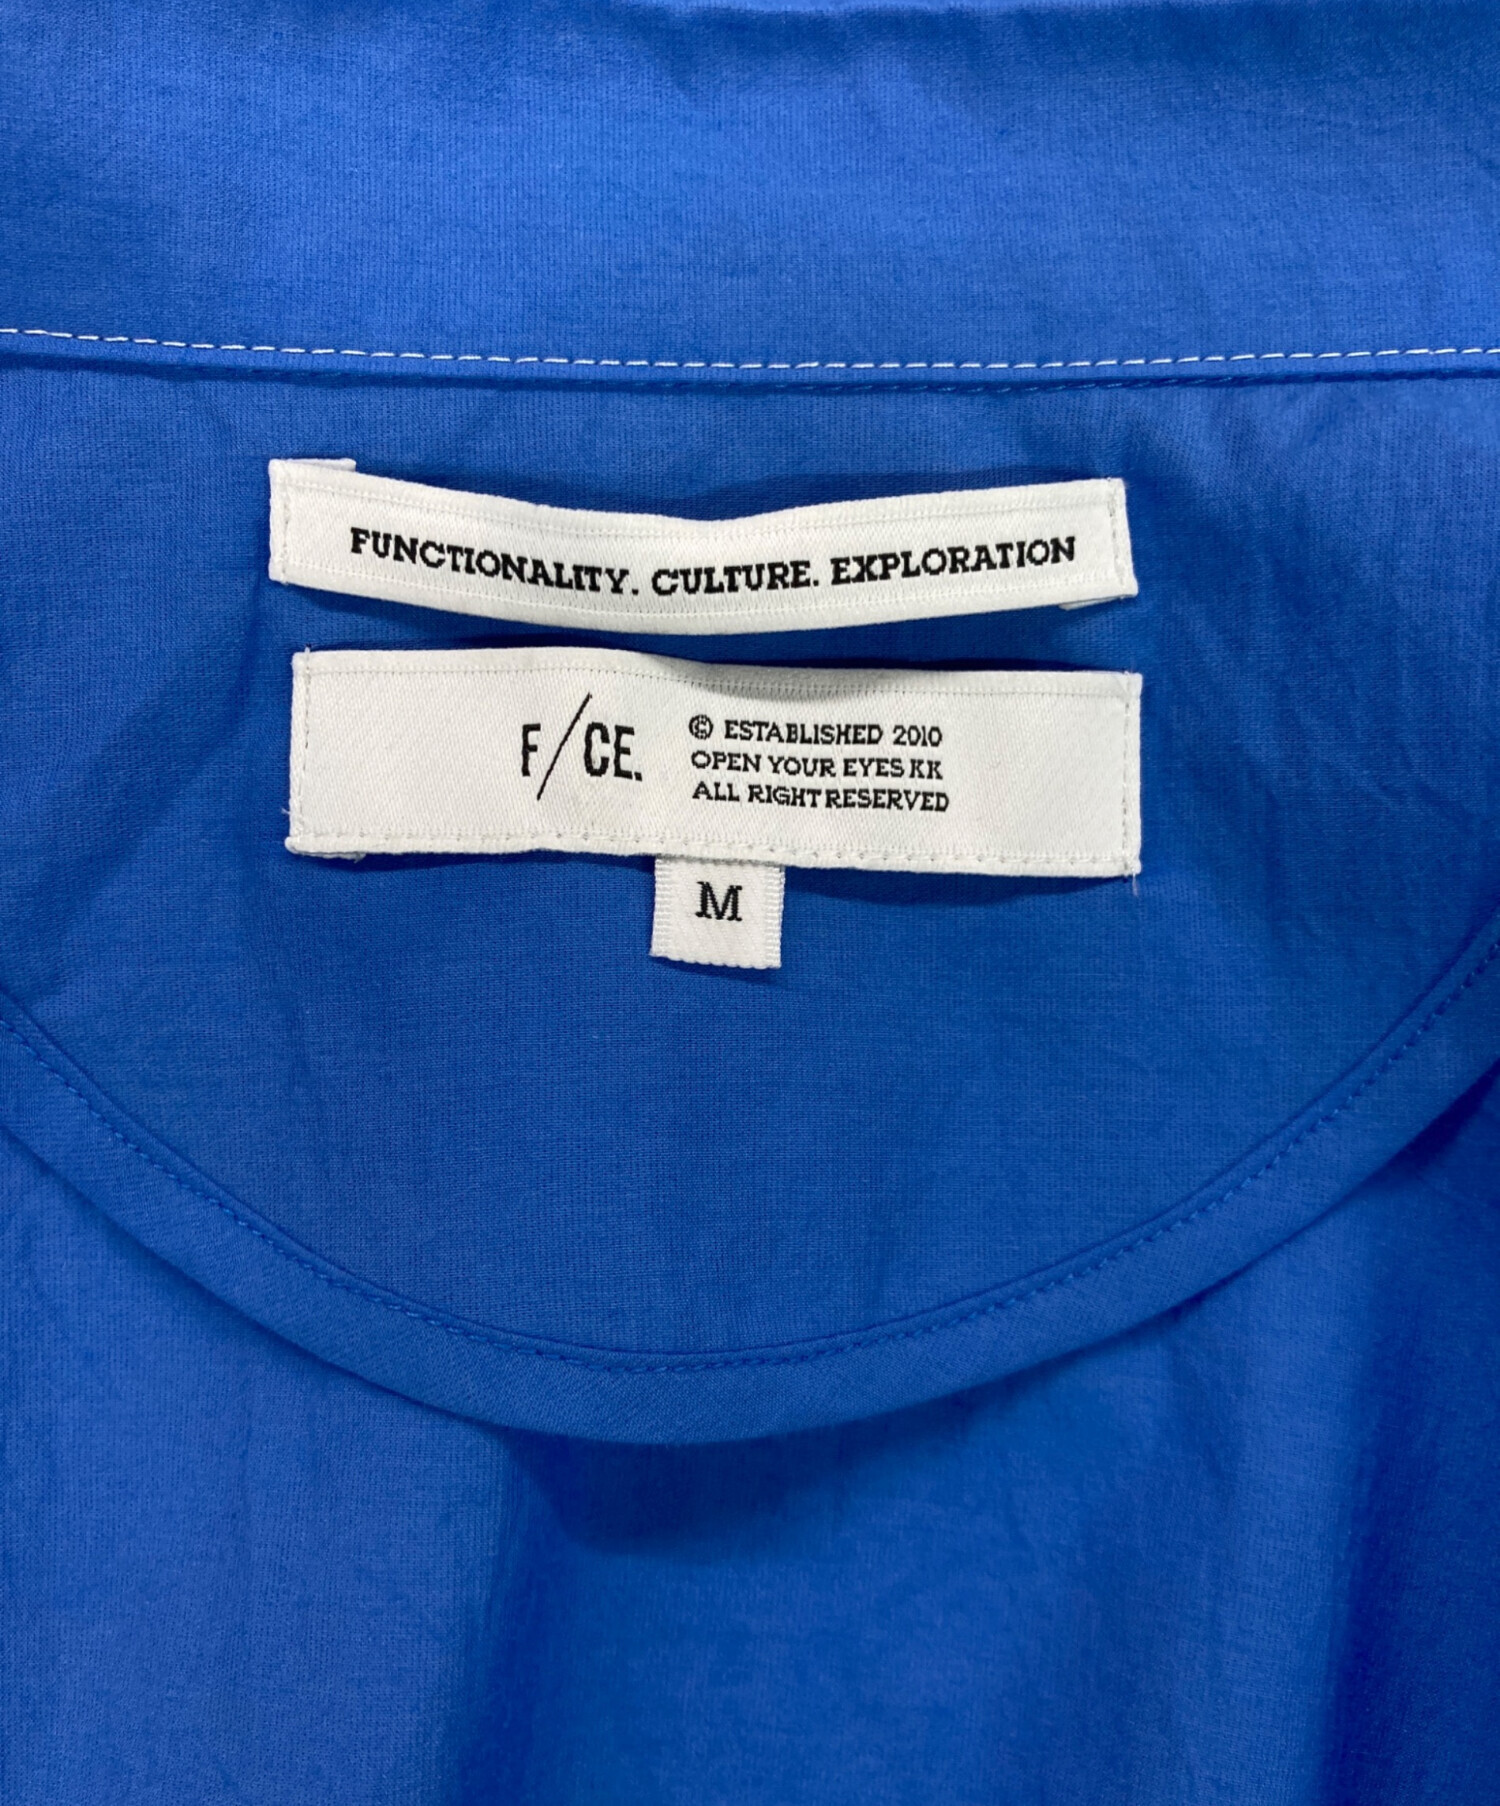 FUNCTIONALITY. CULTURE. EXPLORATION
F/CE.
© ESTABLISHED 2010
OPEN YOUR EYES KK
ALL RIGHT RESERVED
M